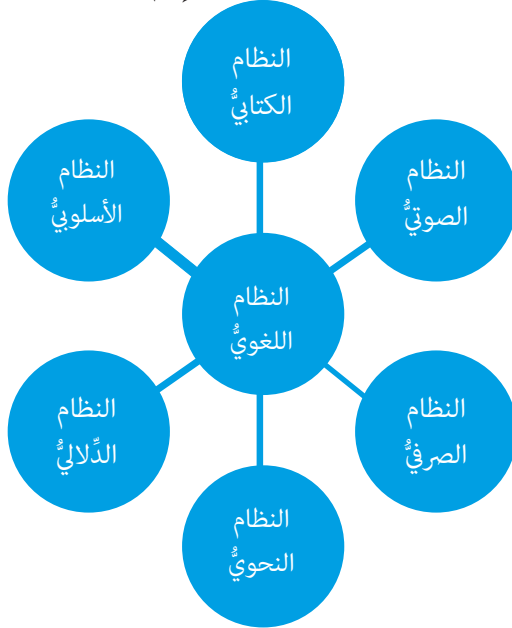 النظام
الكتابيُّ
النظام
الصوتيُّ
النظام
الأسلوبيُّ
النظام
اللغويُّ
النظام
الصرفيُّ
النظام
الدِّلاليُّ
النظام
النحويُّ